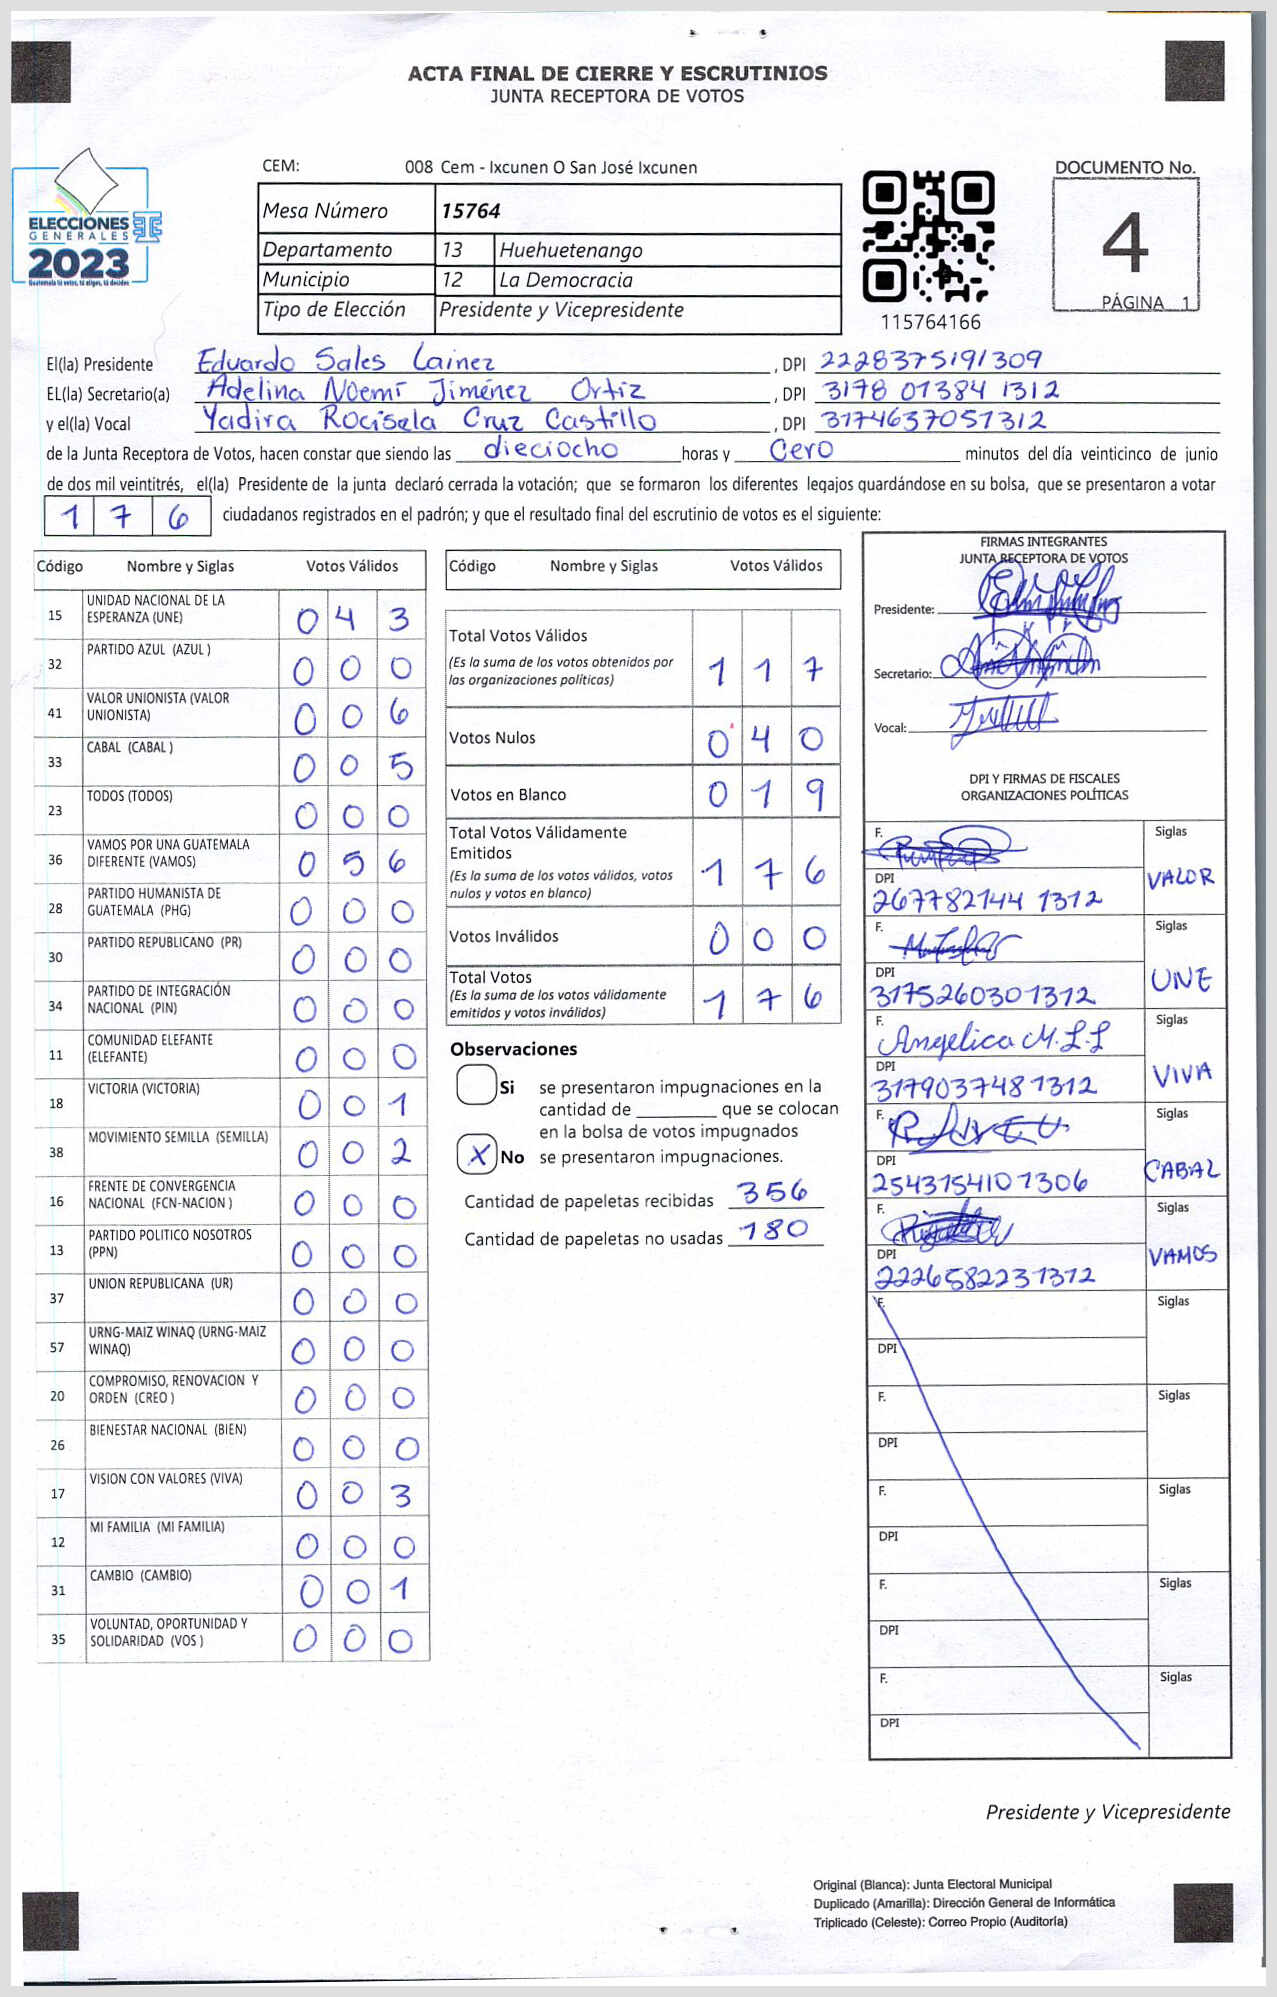 ACTA FINAL DE CIERRE Y ESCRUTINIOS
JUNTA RECEPTORA DE VOTOS
ELECCIONES
GENERALES
2023
Guatemala tú votas, tú eliges, tú decides
CEM: 008 Cem - Ixcunen O San José Ixcunen
Mesa Número 15764
Departamento 13 Huehuetenango
Municipio 12 La Democracia
Tipo de Elección Presidente y Vicepresidente
115764166
DOCUMENTO No.
4
PÁGINA 1
El(la) Presidente Eduardo Sales Lainez , DPI 2228375191309
EL(la) Secretario(a) Adelina Noemí Jiménez Ortiz , DPI 3178 01384 1312
y el(la) Vocal Yadira Rocisela Cruz Castillo , DPI 3174637051312
de la Junta Receptora de Votos, hacen constar que siendo las dieciocho horas y Cero minutos del día veinticinco de junio
de dos mil veintitrés, el(la) Presidente de la junta declaró cerrada la votación; que se formaron los diferentes legajos guardándose en su bolsa, que se presentaron a votar
1 7 6 ciudadanos registrados en el padrón; y que el resultado final del escrutinio de votos es el siguiente:
Código Nombre y Siglas Votos Válidos
15 UNIDAD NACIONAL DE LA ESPERANZA (UNE) 0 4 3
32 PARTIDO AZUL (AZUL ) 0 0 0
41 VALOR UNIONISTA (VALOR UNIONISTA) 0 0 6
33 CABAL (CABAL ) 0 0 5
23 TODOS (TODOS) 0 0 0
36 VAMOS POR UNA GUATEMALA DIFERENTE (VAMOS) 0 5 6
28 PARTIDO HUMANISTA DE GUATEMALA (PHG) 0 0 0
30 PARTIDO REPUBLICANO (PR) 0 0 0
34 PARTIDO DE INTEGRACIÓN NACIONAL (PIN) 0 0 0
11 COMUNIDAD ELEFANTE (ELEFANTE) 0 0 0
18 VICTORIA (VICTORIA) 0 0 1
38 MOVIMIENTO SEMILLA (SEMILLA) 0 0 2
16 FRENTE DE CONVERGENCIA NACIONAL (FCN-NACION ) 0 0 0
13 PARTIDO POLITICO NOSOTROS (PPN) 0 0 0
37 UNION REPUBLICANA (UR) 0 0 0
57 URNG-MAIZ WINAQ (URNG-MAIZ WINAQ) 0 0 0
20 COMPROMISO, RENOVACION Y ORDEN (CREO ) 0 0 0
26 BIENESTAR NACIONAL (BIEN) 0 0 0
17 VISION CON VALORES (VIVA) 0 0 3
12 MI FAMILIA (MI FAMILIA) 0 0 0
31 CAMBIO (CAMBIO) 0 0 1
35 VOLUNTAD, OPORTUNIDAD Y SOLIDARIDAD (VOS ) 0 0 0
Código Nombre y Siglas Votos Válidos
Total Votos Válidos
(Es la suma de los votos obtenidos por las organizaciones políticas) 1 1 7
Votos Nulos 0 4 0
Votos en Blanco 0 1 9
Total Votos Válidamente Emitidos
(Es la suma de los votos válidos, votos nulos y votos en blanco) 1 7 6
Votos Inválidos 0 0 0
Total Votos
(Es la suma de los votos válidamente emitidos y votos inválidos) 1 7 6
Observaciones
Si se presentaron impugnaciones en la
cantidad de ________ que se colocan
en la bolsa de votos impugnados
X No se presentaron impugnaciones.
Cantidad de papeletas recibidas 356
Cantidad de papeletas no usadas 180
FIRMAS INTEGRANTES
JUNTA RECEPTORA DE VOTOS
Presidente:
Secretario:
Vocal:
DPI Y FIRMAS DE FISCALES
ORGANIZACIONES POLÍTICAS
F. Siglas
DPI VALOR
267782144 1312
F. Siglas
DPI UNE
3175260301312
F. Angelica M.L.L Siglas
DPI VIVA
3179037481312
F. Siglas
DPI CABAL
2543154101306
F. Siglas
DPI VAMOS
2226582231312
F. Siglas
DPI
F. Siglas
DPI
F. Siglas
DPI
F. Siglas
DPI
F. Siglas
DPI
Presidente y Vicepresidente
Original (Blanca): Junta Electoral Municipal
Duplicado (Amarilla): Dirección General de Informática
Triplicado (Celeste): Correo Propio (Auditoría)